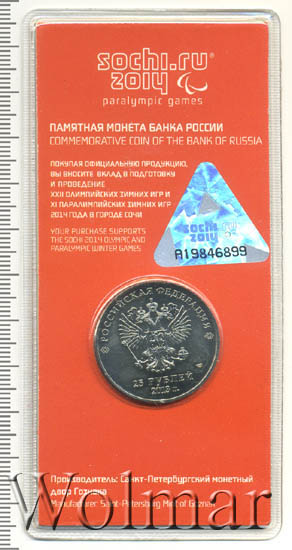 sochi.ru
2014
paralympic games
ПАМЯТНАЯ МОНЕТА БАНКА РОССИИ
COMMEMORATIVE COIN OF THE BANK OF RUSSIA
ПОКУПАЯ ОФИЦИАЛЬНУЮ ПРОДУКЦИЮ,
ВЫ ВНОСИТЕ ВКЛАД В ПОДГОТОВКУ
И ПРОВЕДЕНИЕ
XXII ОЛИМПИЙСКИХ ЗИМНИХ ИГР И
XI ПАРАЛИМПИЙСКИХ ЗИМНИХ ИГР
2014 ГОДА В ГОРОДЕ СОЧИ
YOUR PURCHASE SUPPORTS
THE SOCHI 2014 OLYMPIC AND
PARALYMPIC WINTER GAMES
sochi
2014
A19846899
РОССИЙСКАЯ ФЕДЕРАЦИЯ
25 РУБЛЕЙ
2013 г.
Производитель: Санкт-Петербургский монетный
двор Гознака
Manufacturer: Saint-Petersburg Mint of Goznak
Wolmar